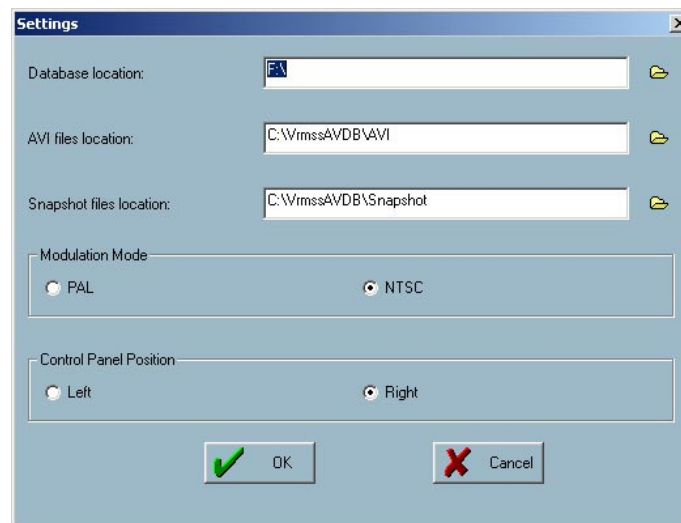 Settings
Database location: F:\
AVI files location: C:\VrmssAVDB\AVI
Snapshot files location: C:\VrmssAVDB\Snapshot
Modulation Mode
PAL NTSC
Control Panel Position
Left Right
OK Cancel